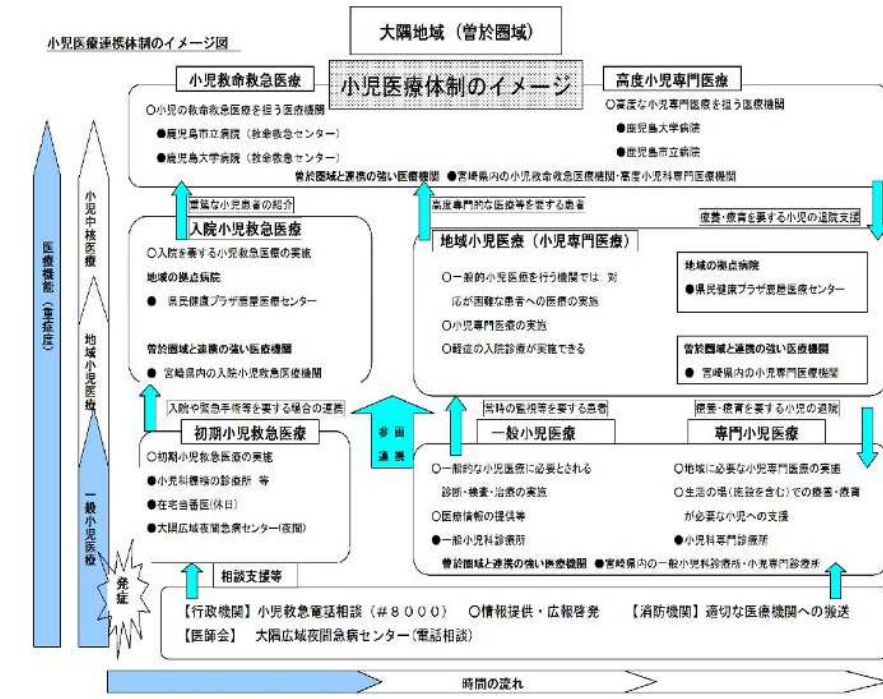 大隅地域（曽於圏域）
小児医療連携体制のイメージ図
小児医療体制のイメージ
小児救命救急医療
○小児の救命救急医療を担う医療機関
●鹿児島市立病院（救命救急センター）
●鹿児島大学病院（救命救急センター）
高度小児専門医療
○高度な小児専門医療を担う医療機関
●鹿児島大学病院
●鹿児島市立病院
曽於圏域と連携の強い医療機関 ●宮崎県内の小児救命救急医療機関・高度小児科専門医療機関
重篤な小児患者の紹介
高度専門的な医療等を要する患者
療養・療育を要する小児の退院支援
医療機能（重症度）
小児中核医療
地域小児医療
一般小児医療
入院小児救急医療
○入院を要する小児救急医療の実施
地域の拠点病院
● 県民健康プラザ鹿屋医療センター
曽於圏域と連携の強い医療機関
● 宮崎県内の入院小児救急医療機関
地域小児医療（小児専門医療）
○一般的小児医療を行う機関では、対
応が困難な患者への医療の実施
○小児専門医療の実施
○軽症の入院診療が実施できる
地域の拠点病院
●県民健康プラザ鹿屋医療センター
曽於圏域と連携の強い医療機関
● 宮崎県内の小児専門医療機関
入院や緊急手術等を要する場合の連携
参画
連携
常時の監視等を要する患者
療養・療育を要する小児の退院
初期小児救急医療
○初期小児救急医療の実施
●小児科標榜の診療所 等
●在宅当番医(休日)
●大隅広域夜間急病センター(夜間)
一般小児医療
○一般的な小児医療に必要とされる
診断・検査・治療の実施
○医療情報の提供等
●一般小児科診療所
専門小児医療
○地域に必要な小児専門医療の実施
○生活の場(施設を含む)での療養・療育
が必要な小児への支援
●小児科専門診療所
曽於圏域と連携の強い医療機関 ●宮崎県内の一般小児科診療所・小児専門診療所
発症
相談支援等
【行政機関】小児救急電話相談（＃８０００） ○情報提供・広報啓発 【消防機関】適切な医療機関への搬送
【医師会】 大隅広域夜間急病センター(電話相談)
時間の流れ